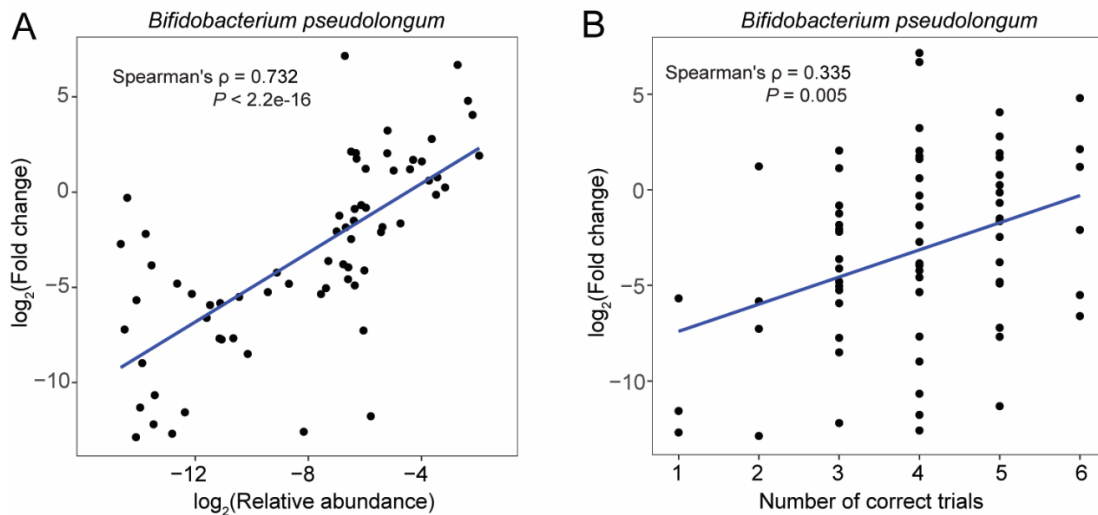 A
Bifidobacterium pseudolongum
Spearman's ρ = 0.732
P < 2.2e-16
log₂(Fold change)
5
0
−5
−10
−12
−8
−4
log₂(Relative abundance)
B
Bifidobacterium pseudolongum
Spearman's ρ = 0.335
P = 0.005
log₂(Fold change)
5
0
−5
−10
1
2
3
4
5
6
Number of correct trials